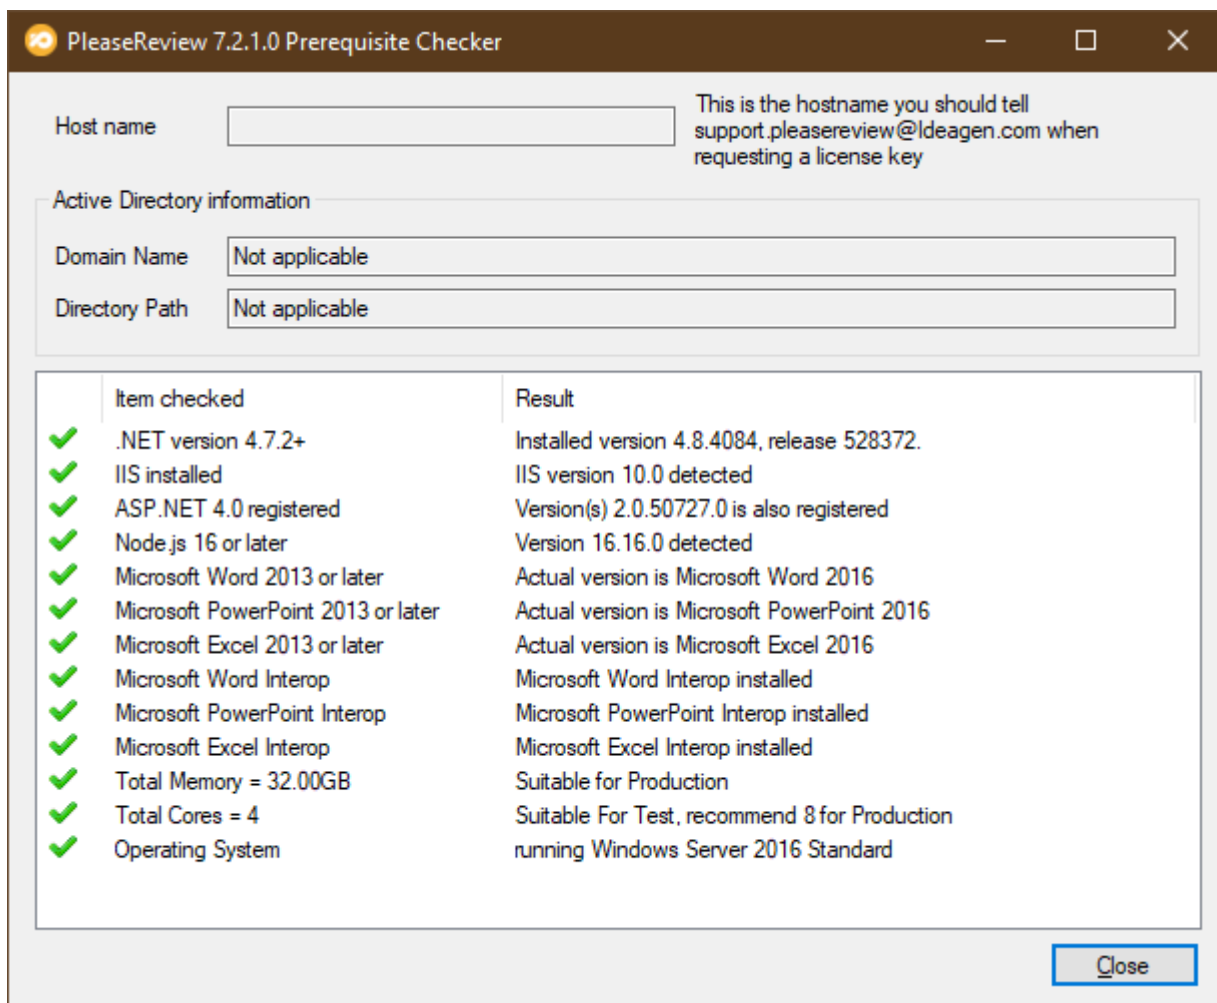 PleaseReview 7.2.1.0 Prerequisite Checker
Host name
This is the hostname you should tell
support.pleasereview@Ideagen.com when
requesting a license key
Active Directory information
Domain Name Not applicable
Directory Path Not applicable
Item checked Result
.NET version 4.7.2+ Installed version 4.8.4084, release 528372.
IIS installed IIS version 10.0 detected
ASP.NET 4.0 registered Version(s) 2.0.50727.0 is also registered
Node.js 16 or later Version 16.16.0 detected
Microsoft Word 2013 or later Actual version is Microsoft Word 2016
Microsoft PowerPoint 2013 or later Actual version is Microsoft PowerPoint 2016
Microsoft Excel 2013 or later Actual version is Microsoft Excel 2016
Microsoft Word Interop Microsoft Word Interop installed
Microsoft PowerPoint Interop Microsoft PowerPoint Interop installed
Microsoft Excel Interop Microsoft Excel Interop installed
Total Memory = 32.00GB Suitable for Production
Total Cores = 4 Suitable For Test, recommend 8 for Production
Operating System running Windows Server 2016 Standard
Close